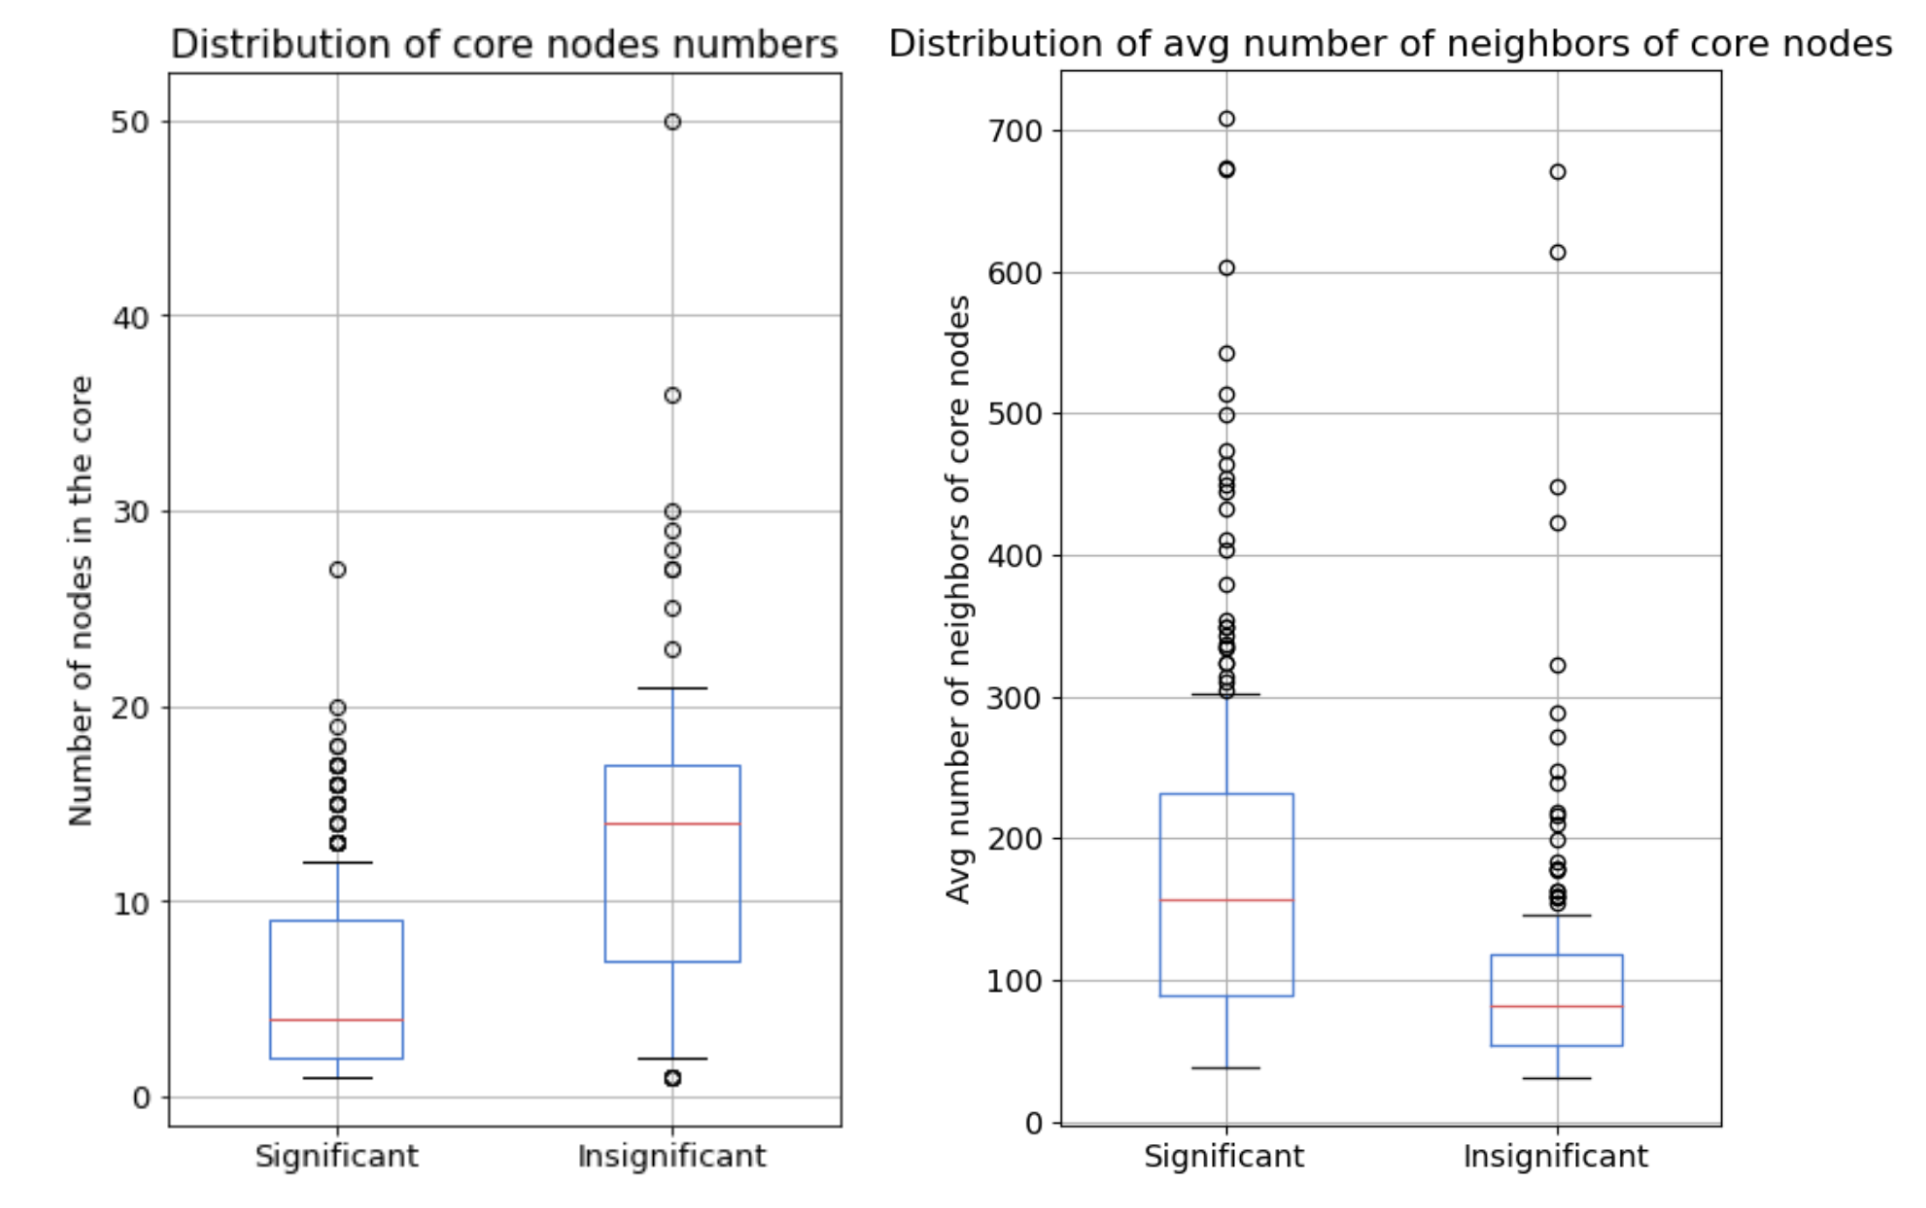 Distribution of core nodes numbers
Number of nodes in the core
50
40
30
20
10
0
Significant
Insignificant
Distribution of avg number of neighbors of core nodes
Avg number of neighbors of core nodes
700
600
500
400
300
200
100
0
Significant
Insignificant